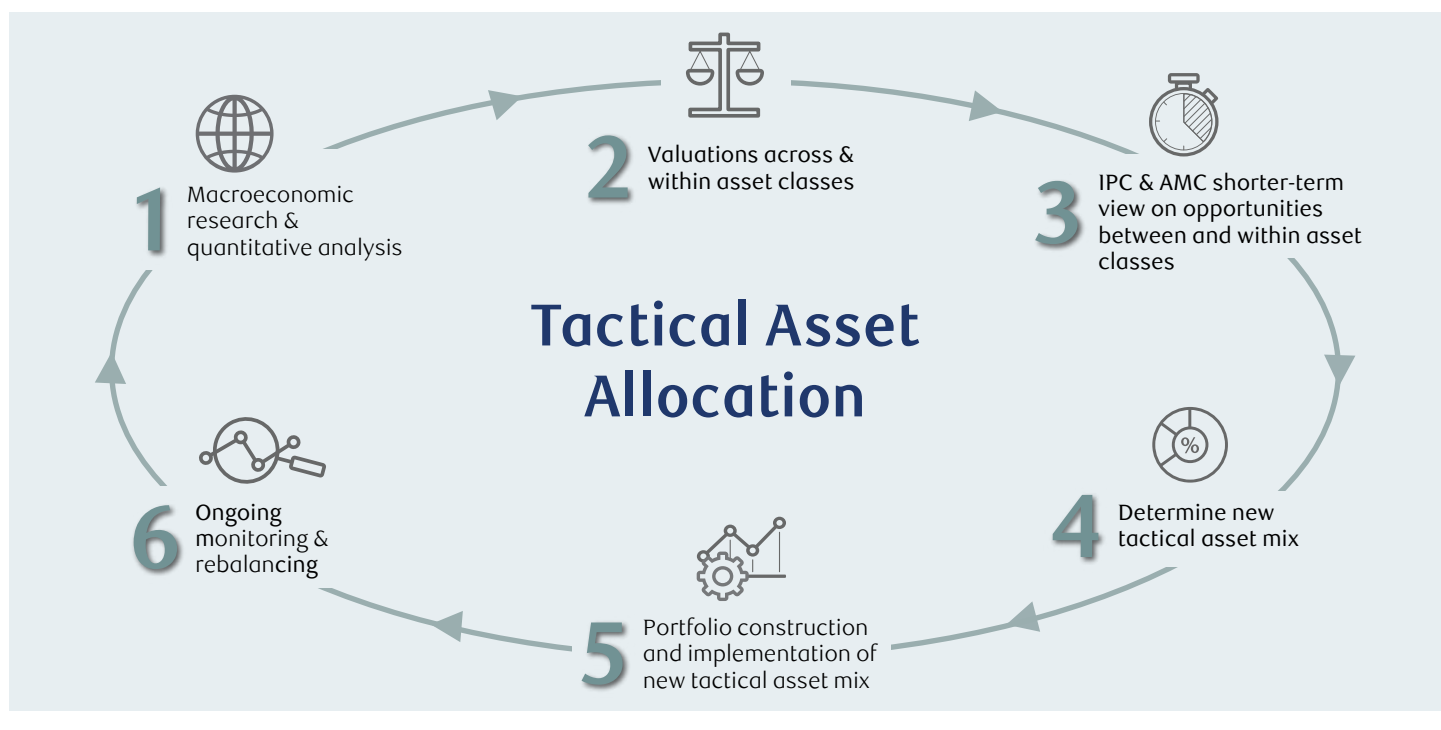 1
Macroeconomic
research &
quantitative analysis
2
Valuations across &
within asset classes
3
IPC & AMC shorter-term
view on opportunities
between and within asset
classes
Tactical Asset
Allocation
%
4
Determine new
tactical asset mix
5
Portfolio construction
and implementation of
new tactical asset mix
6
Ongoing
monitoring &
rebalancing